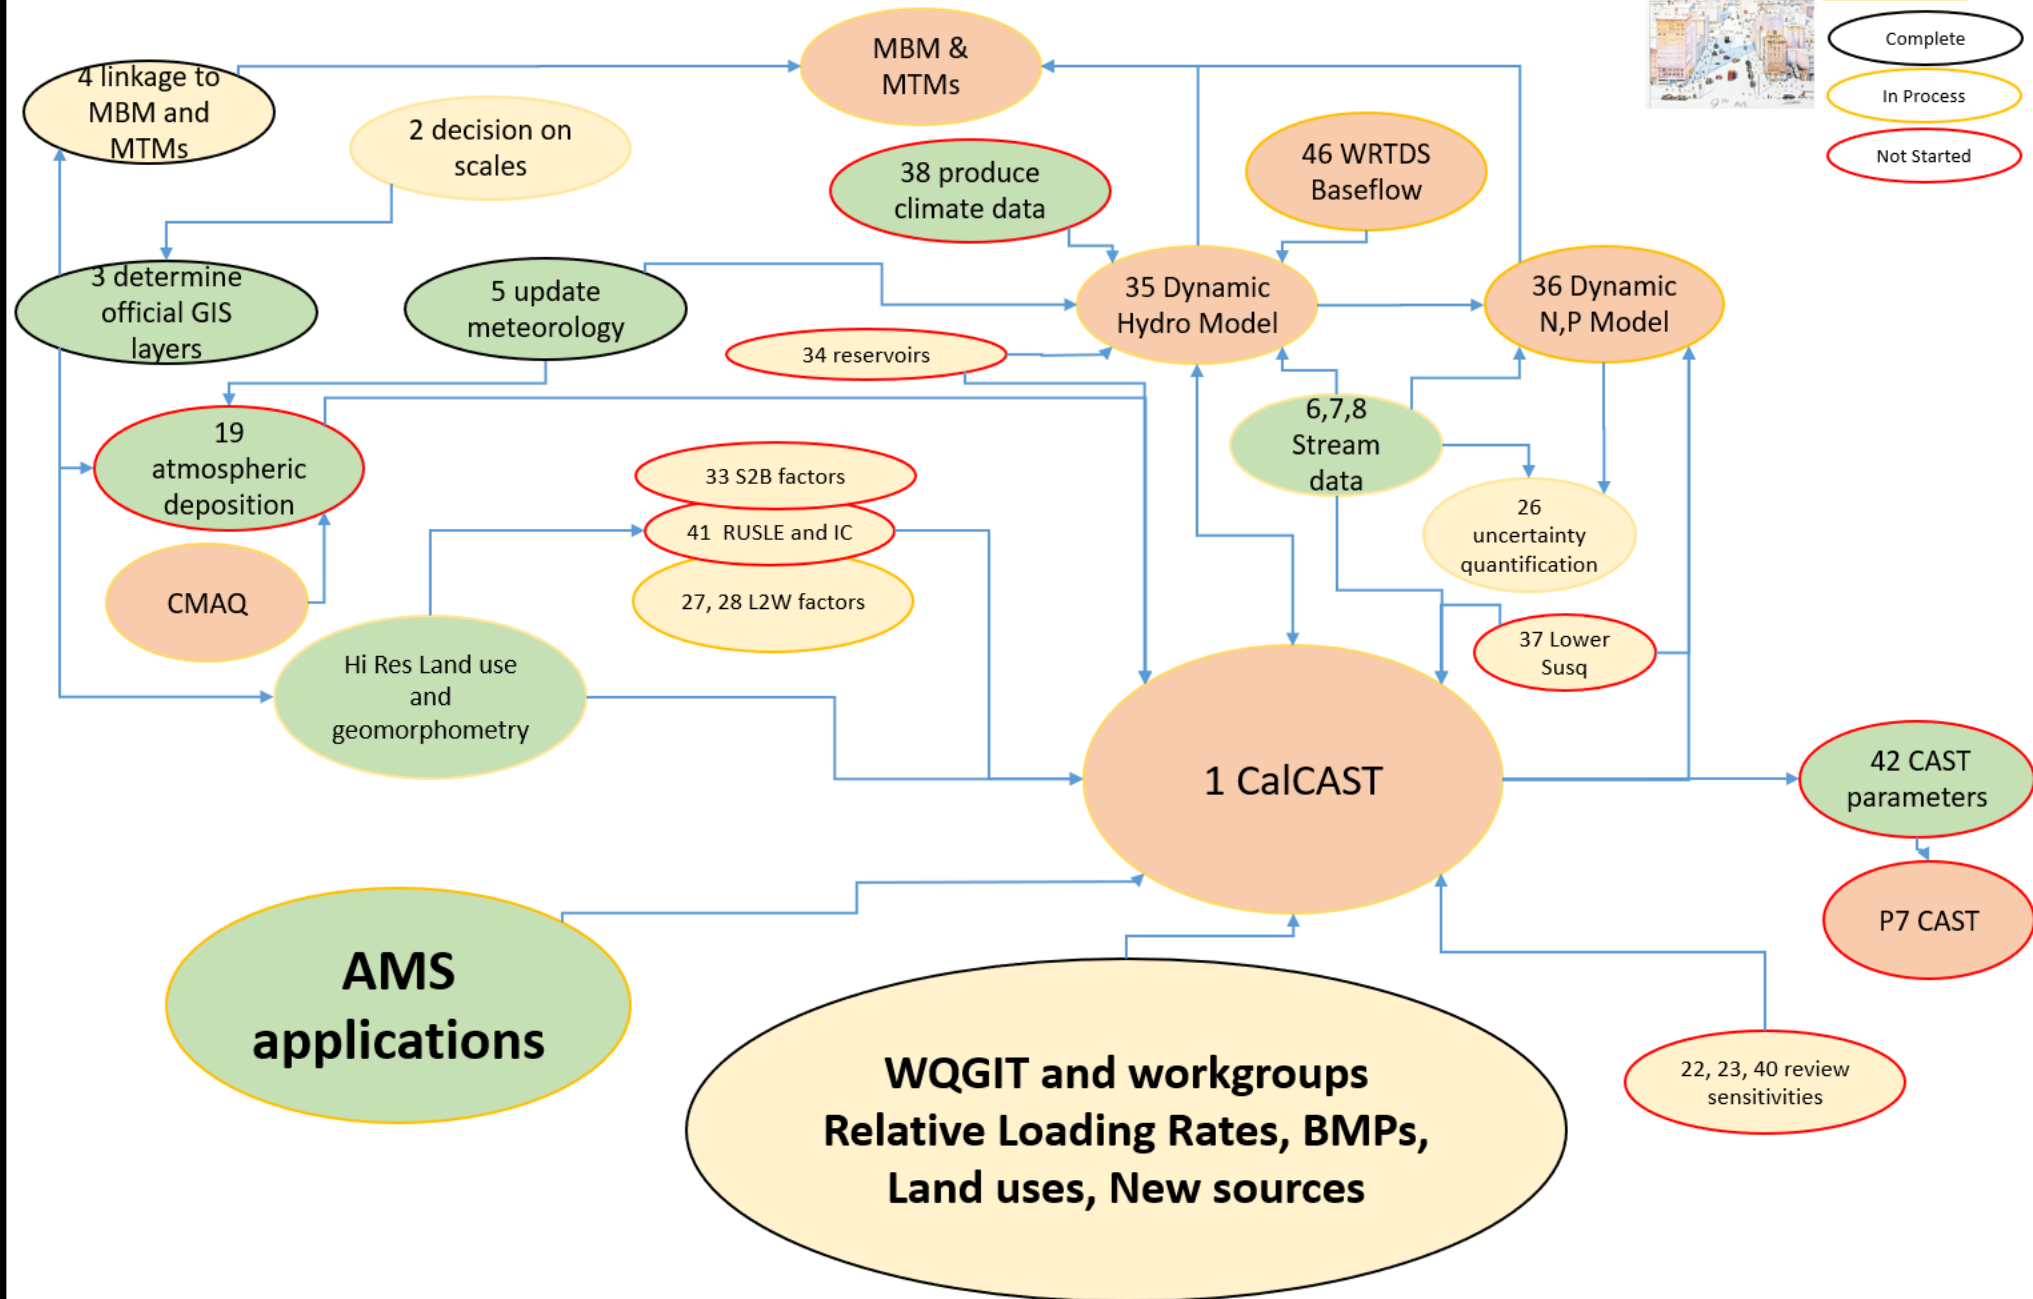 MBM &
MTMs
Complete
In Process
Not Started
4 linkage to
MBM and
MTMs
2 decision on
scales
38 produce
climate data
46 WRTDS
Baseflow
3 determine
official GIS
layers
5 update
meteorology
35 Dynamic
Hydro Model
36 Dynamic
N,P Model
34 reservoirs
19
atmospheric
deposition
6,7,8
Stream
data
33 S2B factors
41 RUSLE and IC
27, 28 L2W factors
26
uncertainty
quantification
CMAQ
Hi Res Land use
and
geomorphometry
37 Lower
Susq
1 CalCAST
42 CAST
parameters
P7 CAST
AMS
applications
WQGIT and workgroups
Relative Loading Rates, BMPs,
Land uses, New sources
22, 23, 40 review
sensitivities
9TH AVE